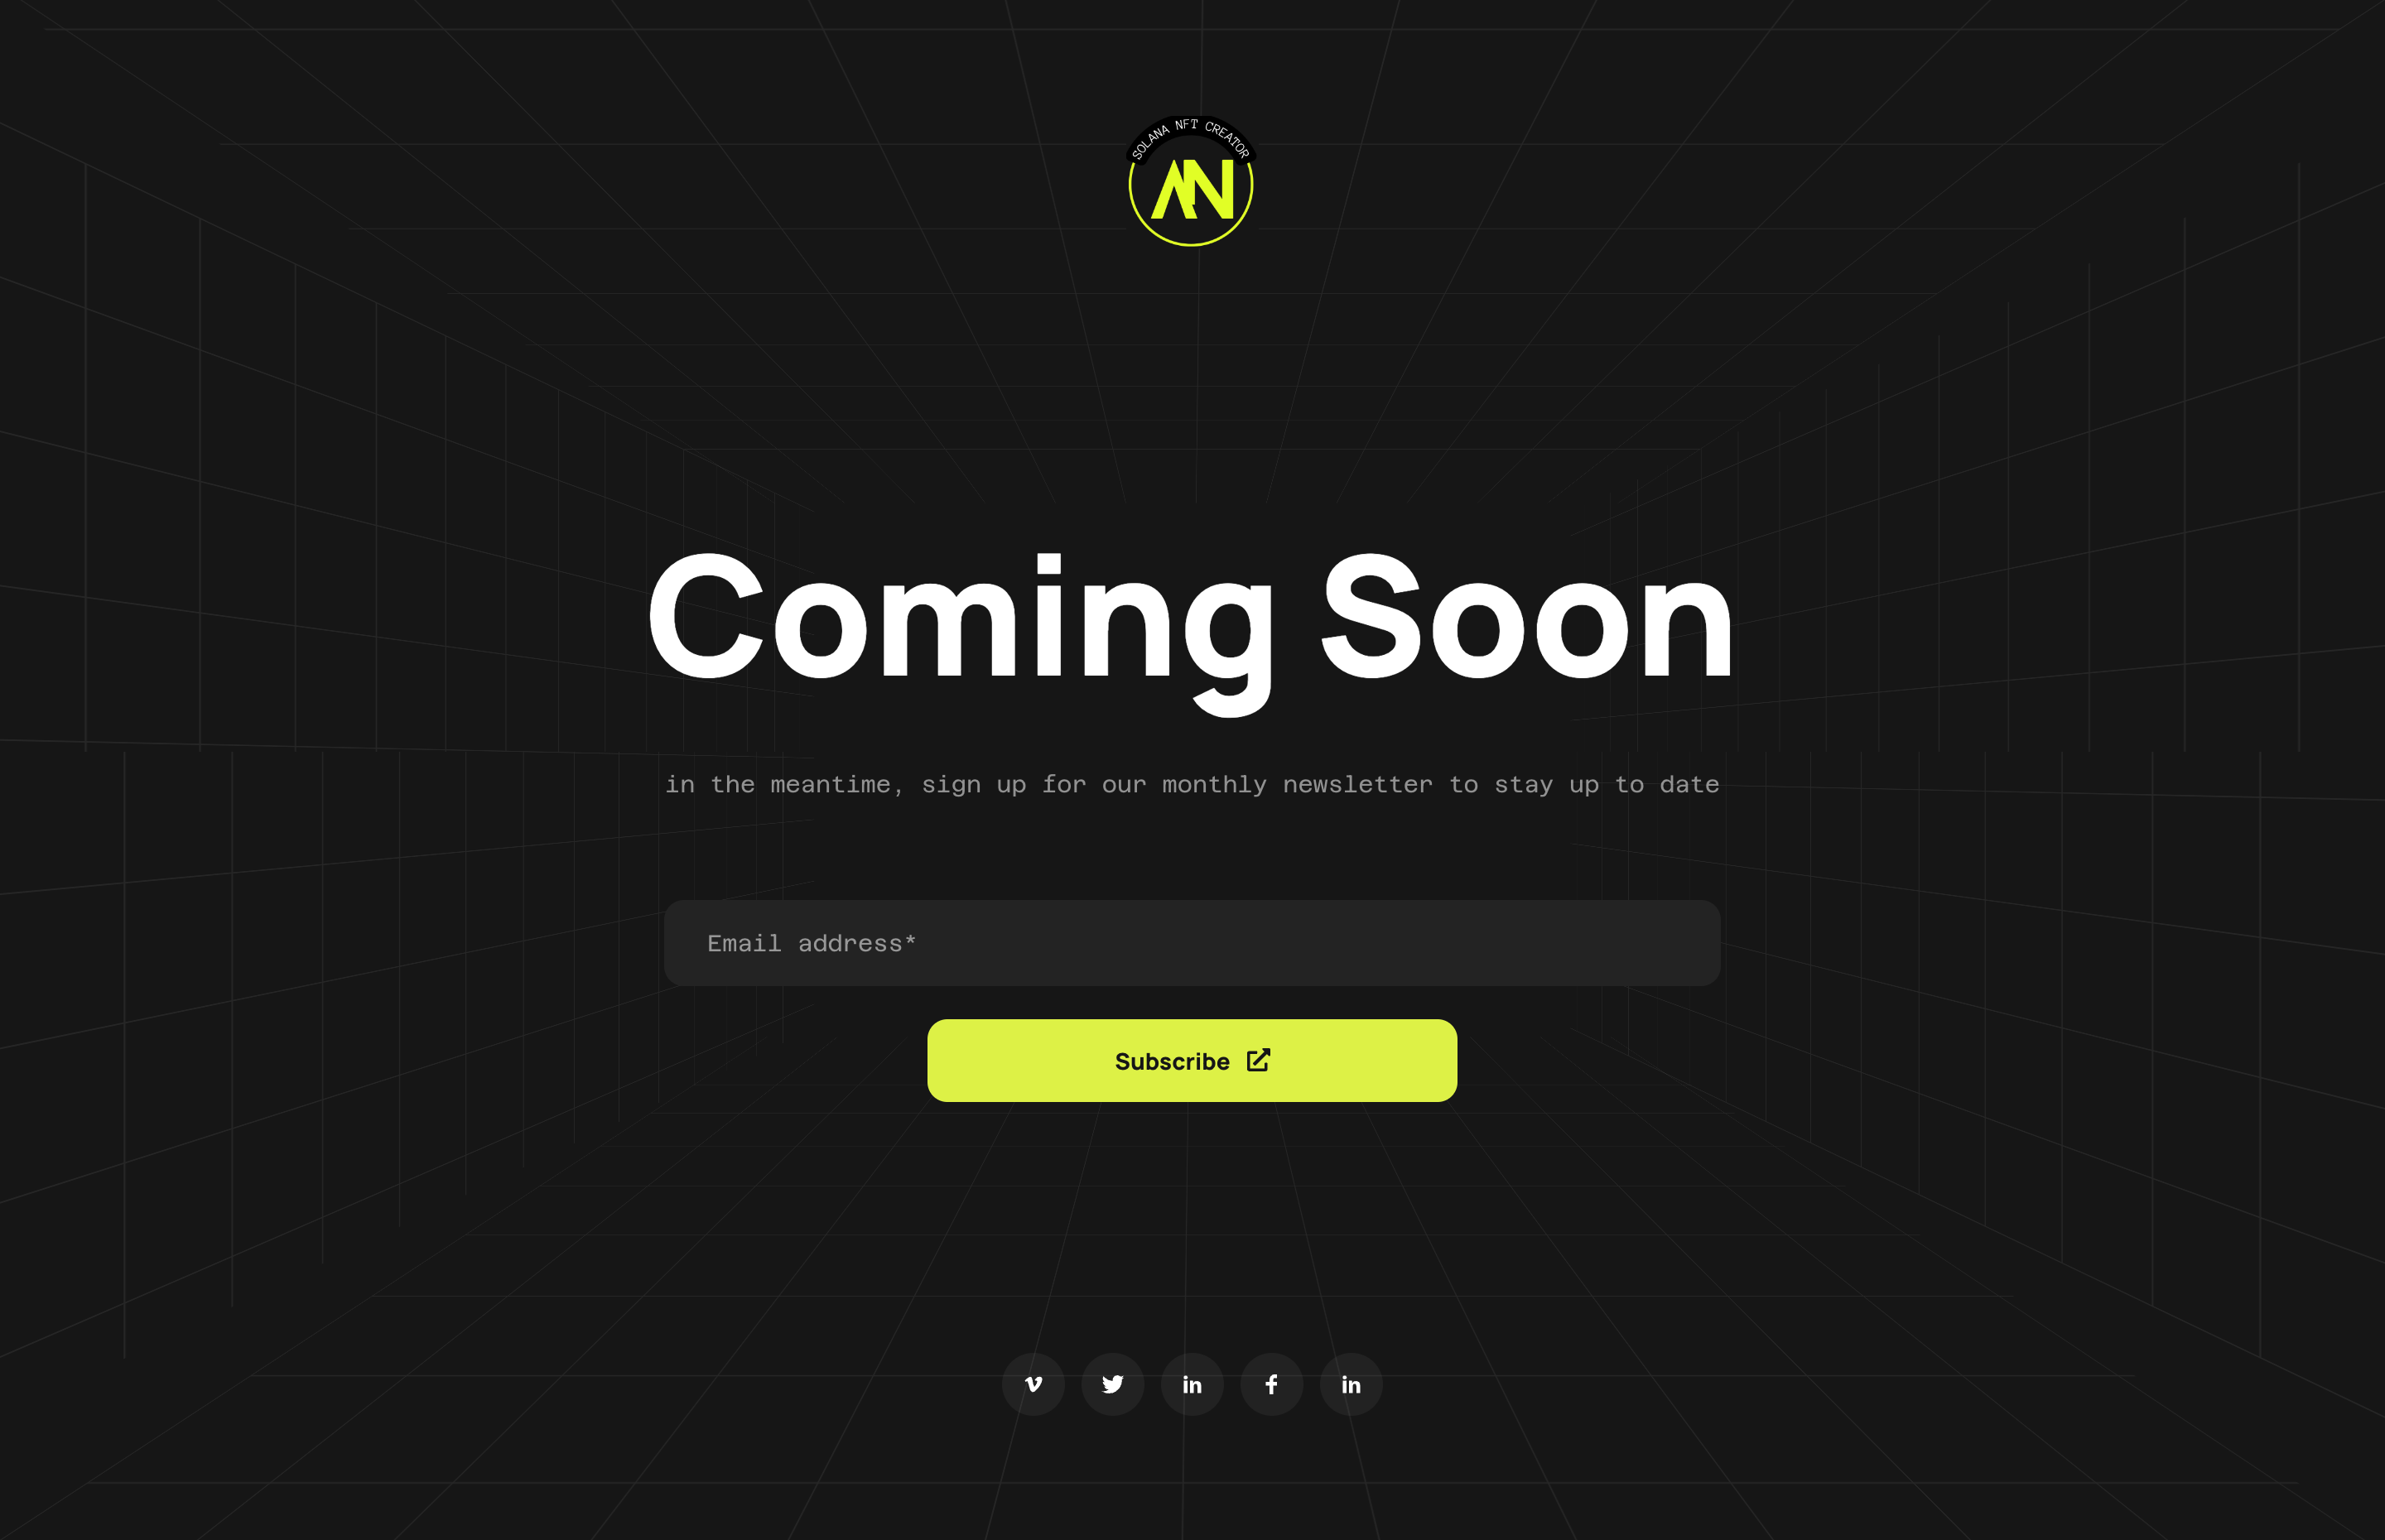 SOLANA NFT CREATOR
AN
Coming Soon
in the meantime, sign up for our monthly newsletter to stay up to date
Email address*
Subscribe
in
in